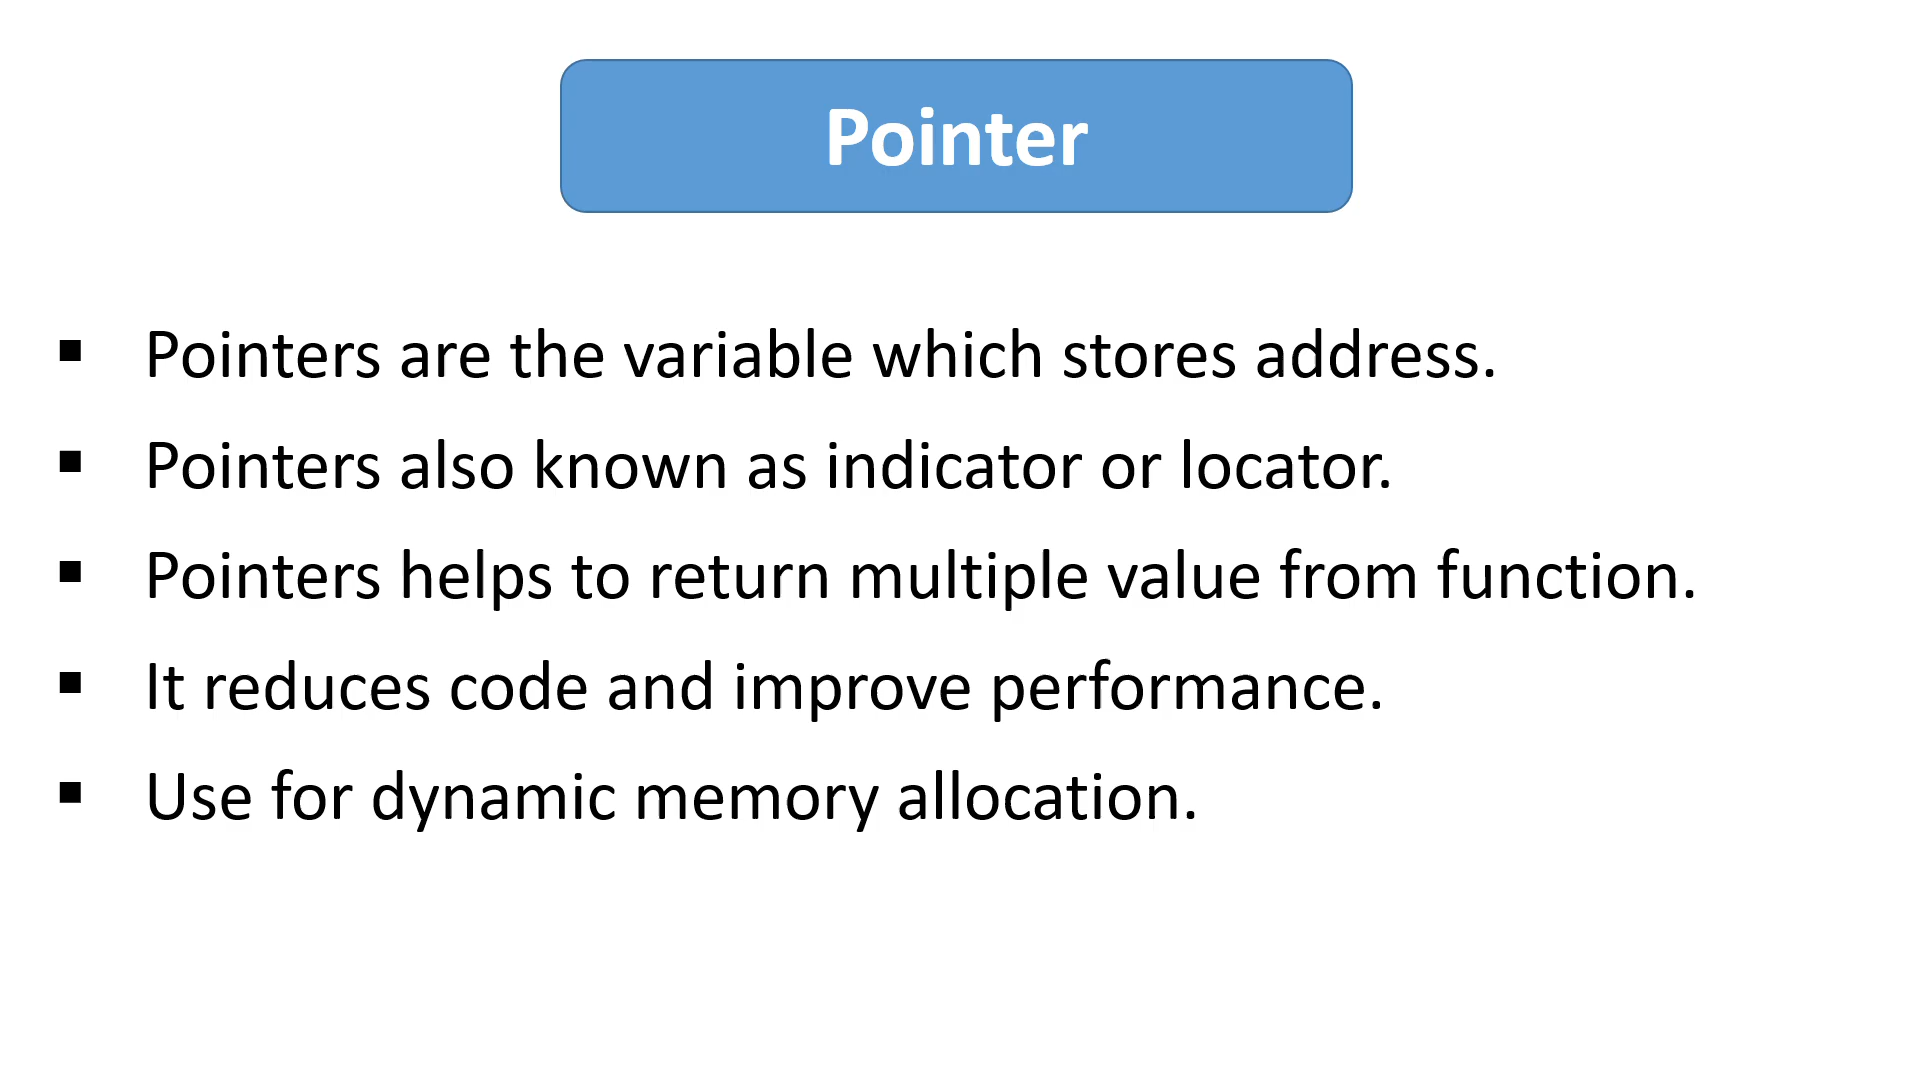 Pointer
▪ Pointers are the variable which stores address.
▪ Pointers also known as indicator or locator.
▪ Pointers helps to return multiple value from function.
▪ It reduces code and improve performance.
▪ Use for dynamic memory allocation.